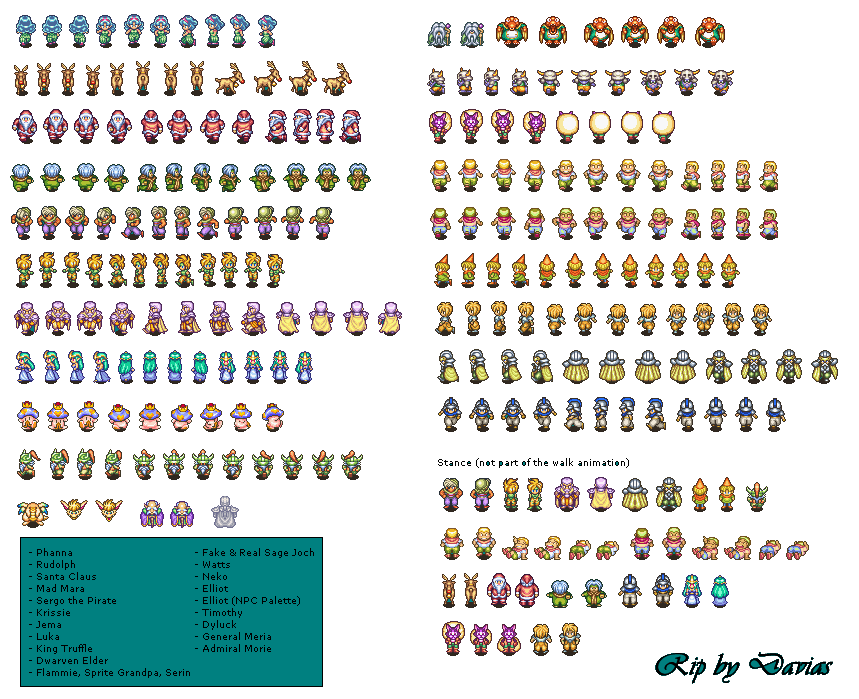 Stance (not part of the walk animation)
- Phanna
- Rudolph
- Santa Claus
- Mad Mara
- Sergo the Pirate
- Krissie
- Jema
- Luka
- King Truffle
- Dwarven Elder
- Flammie, Sprite Grandpa, Serin
- Fake & Real Sage Joch
- Watts
- Neko
- Elliot
- Elliot (NPC Palette)
- Timothy
- Dyluck
- General Meria
- Admiral Morie
Rip by Davias